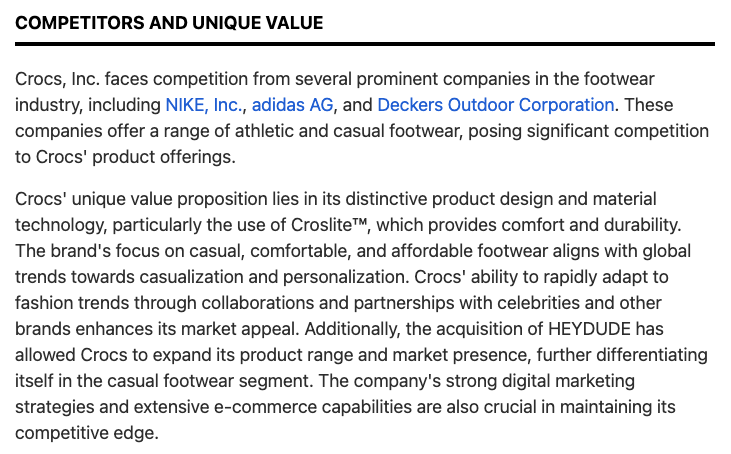 COMPETITORS AND UNIQUE VALUE
Crocs, Inc. faces competition from several prominent companies in the footwear
industry, including NIKE, Inc., adidas AG, and Deckers Outdoor Corporation. These
companies offer a range of athletic and casual footwear, posing significant competition
to Crocs' product offerings.
Crocs' unique value proposition lies in its distinctive product design and material
technology, particularly the use of Croslite™, which provides comfort and durability.
The brand's focus on casual, comfortable, and affordable footwear aligns with global
trends towards casualization and personalization. Crocs' ability to rapidly adapt to
fashion trends through collaborations and partnerships with celebrities and other
brands enhances its market appeal. Additionally, the acquisition of HEYDUDE has
allowed Crocs to expand its product range and market presence, further differentiating
itself in the casual footwear segment. The company's strong digital marketing
strategies and extensive e-commerce capabilities are also crucial in maintaining its
competitive edge.